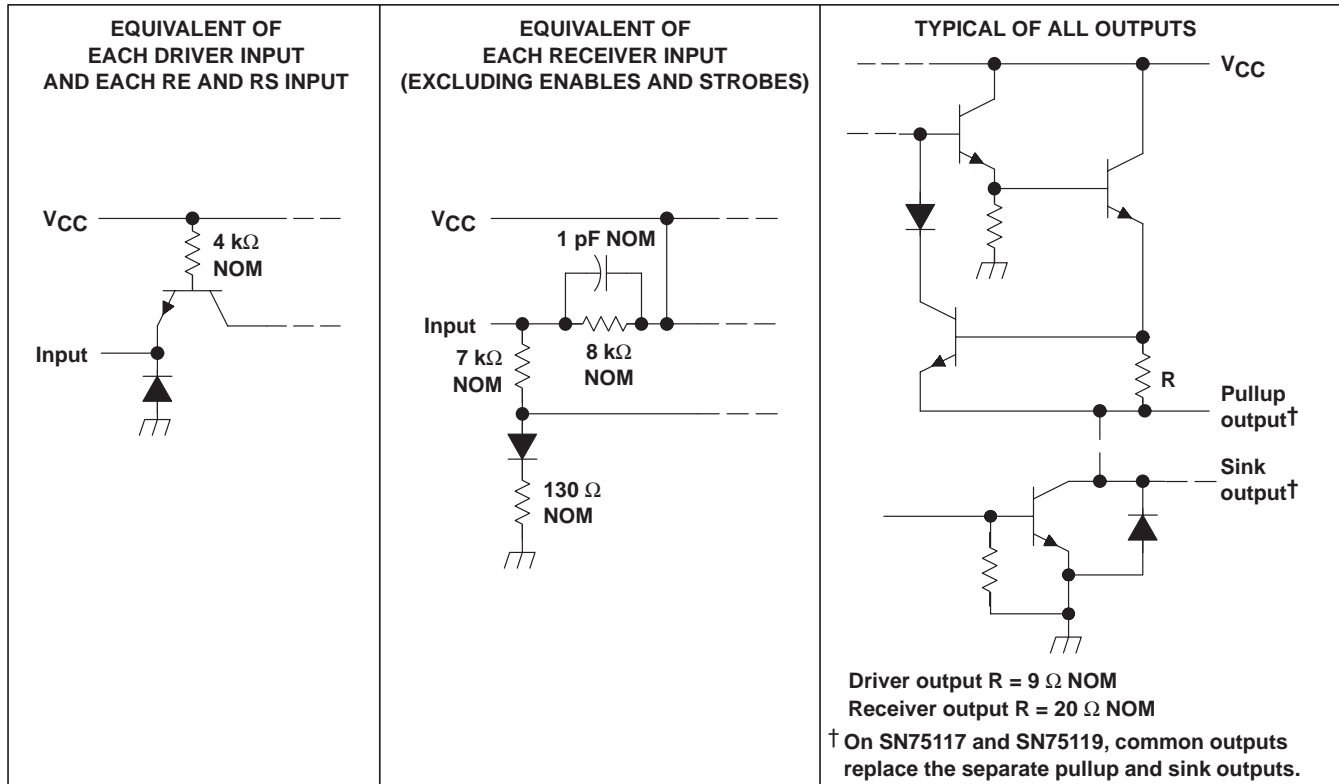 EQUIVALENT OF
EACH DRIVER INPUT
AND EACH RE AND RS INPUT
VCC
4 kΩ
NOM
Input
EQUIVALENT OF
EACH RECEIVER INPUT
(EXCLUDING ENABLES AND STROBES)
VCC
1 pF NOM
Input
7 kΩ
NOM
8 kΩ
NOM
130 Ω
NOM
TYPICAL OF ALL OUTPUTS
VCC
R
Pullup
output†
Sink
output†
Driver output R = 9 Ω NOM
Receiver output R = 20 Ω NOM
† On SN75117 and SN75119, common outputs
replace the separate pullup and sink outputs.